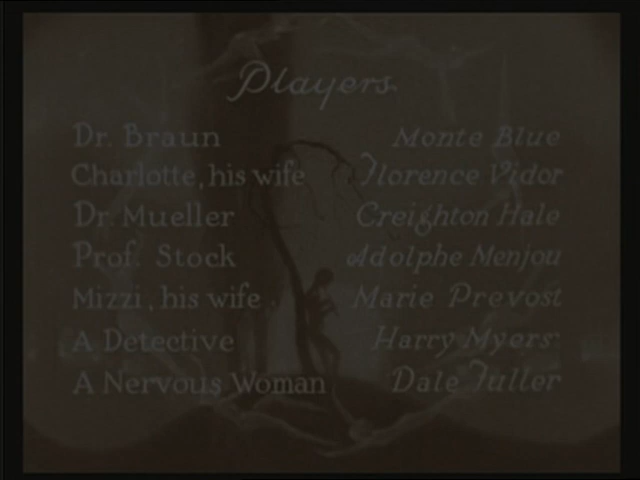 Players
Dr. Braun Monte Blue
Charlotte, his wife Florence Vidor
Dr. Mueller Creighton Hale
Prof. Stock Adolphe Menjou
Mizzi, his wife Marie Prevost
A Detective Harry Myers
A Nervous Woman Dale Fuller